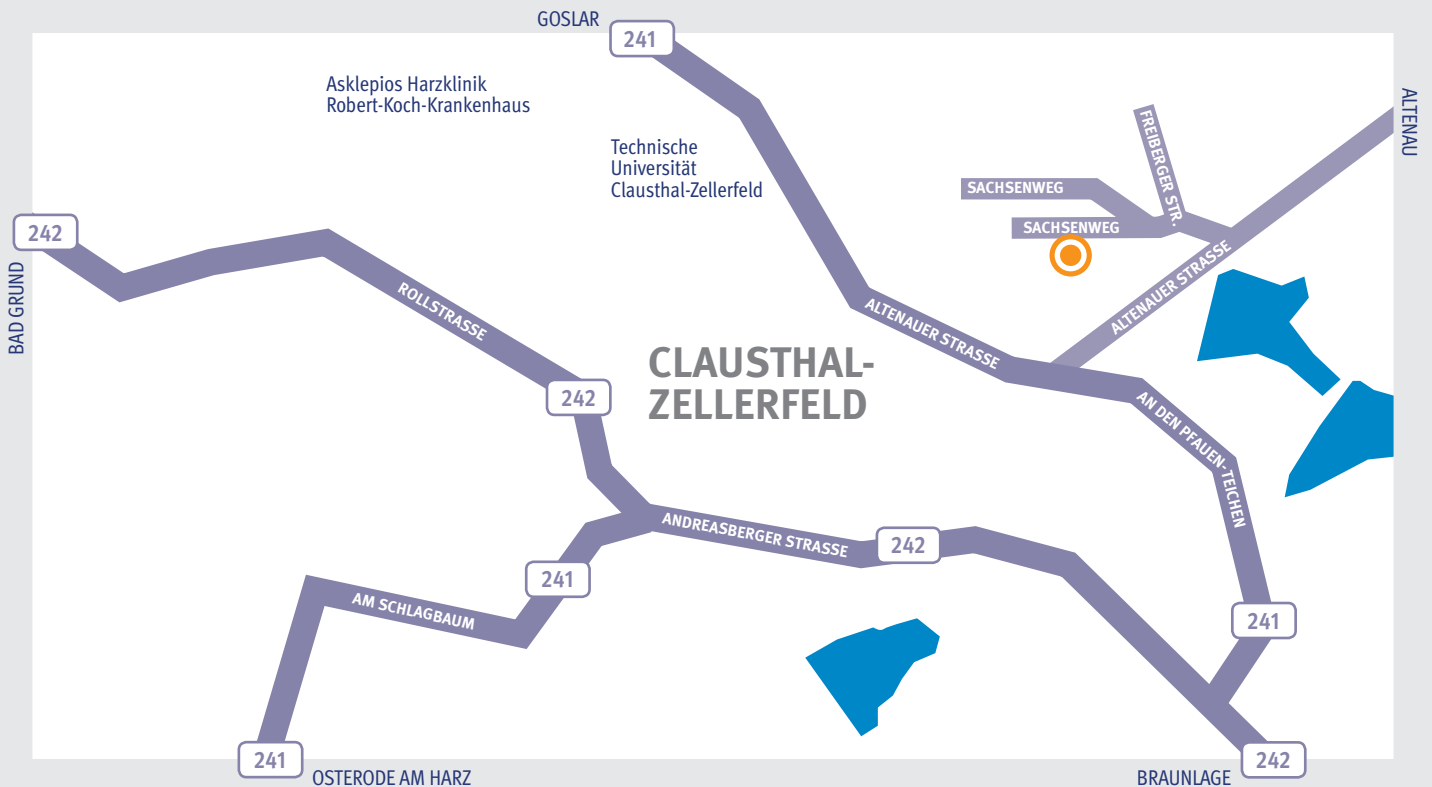 GOSLAR
241
Asklepios Harzklinik
Robert-Koch-Krankenhaus
ALTENAU
FREIBERGER STR.
Technische
Universität
Clausthal-Zellerfeld
SACHSENWEG
SACHSENWEG
242
BAD GRUND
ROLLSTRASSE
ALTENAUER STRASSE
ALTENAUER STRASSE
CLAUSTHAL-
ZELLERFELD
242
AN DEN PFAUEN-TEICHEN
ANDREASBERGER STRASSE
242
241
AM SCHLAGBAUM
241
241
OSTERODE AM HARZ
BRAUNLAGE
242